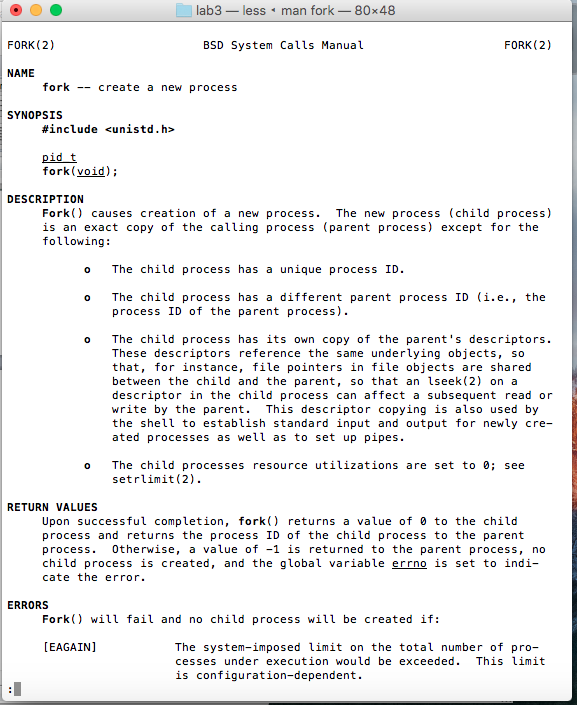 lab3 — less ◂ man fork — 80×48
FORK(2) BSD System Calls Manual FORK(2)
NAME
fork -- create a new process
SYNOPSIS
#include <unistd.h>
pid_t
fork(void);
DESCRIPTION
Fork() causes creation of a new process. The new process (child process)
is an exact copy of the calling process (parent process) except for the
following:
o The child process has a unique process ID.
o The child process has a different parent process ID (i.e., the
process ID of the parent process).
o The child process has its own copy of the parent's descriptors.
These descriptors reference the same underlying objects, so
that, for instance, file pointers in file objects are shared
between the child and the parent, so that an lseek(2) on a
descriptor in the child process can affect a subsequent read or
write by the parent. This descriptor copying is also used by
the shell to establish standard input and output for newly cre-
ated processes as well as to set up pipes.
o The child processes resource utilizations are set to 0; see
setrlimit(2).
RETURN VALUES
Upon successful completion, fork() returns a value of 0 to the child
process and returns the process ID of the child process to the parent
process. Otherwise, a value of -1 is returned to the parent process, no
child process is created, and the global variable errno is set to indi-
cate the error.
ERRORS
Fork() will fail and no child process will be created if:
[EAGAIN] The system-imposed limit on the total number of pro-
cesses under execution would be exceeded. This limit
is configuration-dependent.
: